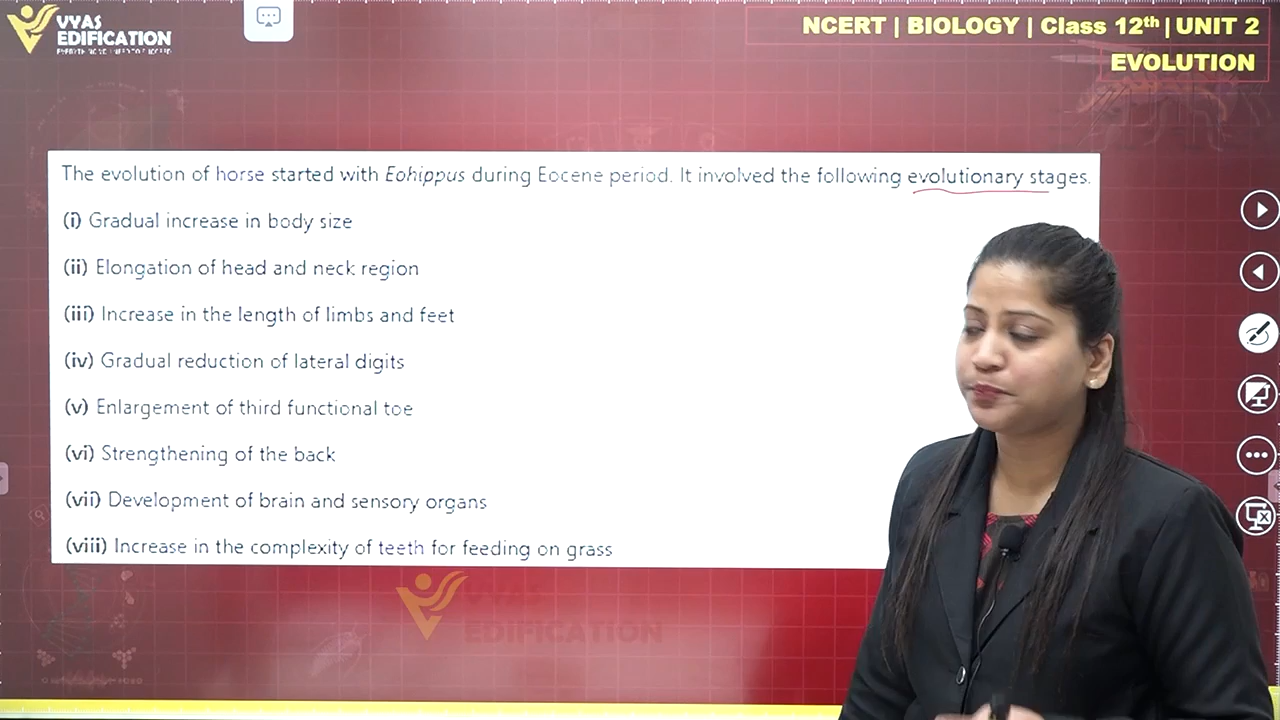 VYAS
EDIFICATION
NCERT | BIOLOGY | Class 12th | UNIT 2
EVOLUTION
The evolution of horse started with Eohippus during Eocene period. It involved the following evolutionary stages.
(i) Gradual increase in body size
(ii) Elongation of head and neck region
(iii) Increase in the length of limbs and feet
(iv) Gradual reduction of lateral digits
(v) Enlargement of third functional toe
(vi) Strengthening of the back
(vii) Development of brain and sensory organs
(viii) Increase in the complexity of teeth for feeding on grass
VYAS
EDIFICATION